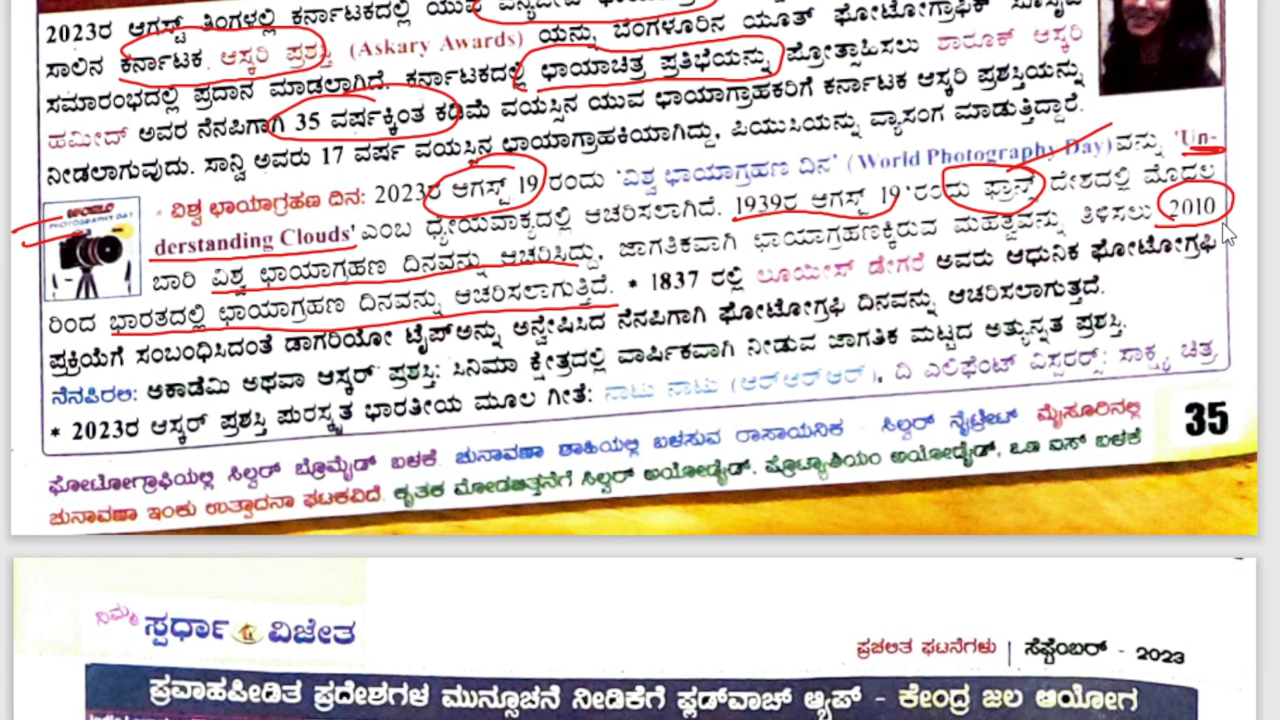 2023ರ ಆಗಸ್ಟ್ ತಿಂಗಳಲ್ಲಿ ಕರ್ನಾಟಕದಲ್ಲಿ ಯುವ ವನ್ಯಜೀವಿ
ಸಾಲಿನ ಕರ್ನಾಟಕ ಆಸ್ಕರಿ ಪ್ರಶಸ್ತಿ (Askary Awards) ಯನ್ನು ಬೆಂಗಳೂರಿನ ಯೂತ್ ಫೋಟೋಗ್ರಾಫಿಕ್ ಸೊಸೈಟಿ
ಸಮಾರಂಭದಲ್ಲಿ ಪ್ರದಾನ ಮಾಡಲಾಗಿದೆ. ಕರ್ನಾಟಕದಲ್ಲಿ ಛಾಯಾಚಿತ್ರ ಪ್ರತಿಭೆಯನ್ನು ಪ್ರೋತ್ಸಾಹಿಸಲು ಶಾರೂಕ್ ಆಸ್ಕರಿ
ಹಮೀದ್ ಅವರ ನೆನಪಿಗಾಗಿ 35 ವರ್ಷಕ್ಕಿಂತ ಕಡಿಮೆ ವಯಸ್ಸಿನ ಯುವ ಛಾಯಾಗ್ರಾಹಕರಿಗೆ ಕರ್ನಾಟಕ ಆಸ್ಕರಿ ಪ್ರಶಸ್ತಿಯನ್ನು
ನೀಡಲಾಗುವುದು. ಸಾನ್ವಿ ಅವರು 17 ವರ್ಷ ವಯಸ್ಸಿನ ಛಾಯಾಗ್ರಾಹಕಿಯಾಗಿದ್ದು, ಪಿಯುಸಿಯನ್ನು ವ್ಯಾಸಂಗ ಮಾಡುತ್ತಿದ್ದಾರೆ.
* ವಿಶ್ವ ಛಾಯಾಗ್ರಹಣ ದಿನ: 2023ರ ಆಗಸ್ಟ್ 19 ರಂದು 'ವಿಶ್ವ ಛಾಯಾಗ್ರಹಣ ದಿನ' (World Photography Day) ವನ್ನು 'Un-
derstanding Clouds' ಎಂಬ ಧ್ಯೇಯವಾಕ್ಯದಲ್ಲಿ ಆಚರಿಸಲಾಗಿದೆ. 1939ರ ಆಗಸ್ಟ್ 19 'ರಂದು ಫ್ರಾನ್ಸ್ ದೇಶದಲ್ಲಿ ಮೊದಲ
ಬಾರಿ ವಿಶ್ವ ಛಾಯಾಗ್ರಹಣ ದಿನವನ್ನು ಆಚರಿಸಿದ್ದು, ಜಾಗತಿಕವಾಗಿ ಛಾಯಾಗ್ರಹಣಕ್ಕಿರುವ ಮಹತ್ವವನ್ನು ತಿಳಿಸಲು 2010
ರಿಂದ ಭಾರತದಲ್ಲಿ ಛಾಯಾಗ್ರಹಣ ದಿನವನ್ನು ಆಚರಿಸಲಾಗುತ್ತಿದೆ. * 1837 ರಲ್ಲಿ ಲೂಯೀಸ್ ಡೇಗರೆ ಅವರು ಆಧುನಿಕ ಫೋಟೋಗ್ರಫಿ
ಪ್ರಕ್ರಿಯೆಗೆ ಸಂಬಂಧಿಸಿದಂತೆ ಡಾಗರಿಯೋ ಟೈಪ್‌ಅನ್ನು ಅನ್ವೇಷಿಸಿದ ನೆನಪಿಗಾಗಿ ಫೋಟೋಗ್ರಫಿ ದಿನವನ್ನು ಆಚರಿಸಲಾಗುತ್ತದೆ.
ನೆನಪಿರಲಿ: ಅಕಾಡೆಮಿ ಅಥವಾ ಆಸ್ಕರ್ ಪ್ರಶಸ್ತಿ: ಸಿನಿಮಾ ಕ್ಷೇತ್ರದಲ್ಲಿ ವಾರ್ಷಿಕವಾಗಿ ನೀಡುವ ಜಾಗತಿಕ ಮಟ್ಟದ ಅತ್ಯುನ್ನತ ಪ್ರಶಸ್ತಿ.
* 2023ರ ಆಸ್ಕರ್ ಪ್ರಶಸ್ತಿ ಪುರಸ್ಕೃತ ಭಾರತೀಯ ಮೂಲ ಗೀತೆ: ನಾಟು ನಾಟು (ಆರ್‌ಆರ್‌ಆರ್), ದಿ ಎಲಿಫೆಂಟ್ ವಿಸ್ಪರರ್ಸ್: ಸಾಕ್ಷ್ಯ ಚಿತ್ರ
ಫೋಟೋಗ್ರಾಫಿಯಲ್ಲಿ ಸಿಲ್ವರ್ ಬ್ರೊಮೈಡ್ ಬಳಕೆ. ಚುನಾವಣಾ ಶಾಹಿಯಲ್ಲಿ ಬಳಸುವ ರಾಸಾಯನಿಕ - ಸಿಲ್ವರ್ ನೈಟ್ರೇಟ್ ಮೈಸೂರಿನಲ್ಲಿ
ಚುನಾವಣಾ ಇಂಕು ಉತ್ಪಾದನಾ ಘಟಕವಿದೆ. ಕೃತಕ ಮೋಡಬಿತ್ತನೆಗೆ ಸಿಲ್ವರ್ ಅಯೋಡೈಡ್, ಪೊಟ್ಯಾಶಿಯಂ ಅಯೋಡೈಡ್, ಒಣ ಐಸ್ ಬಳಕೆ
35
ನಿಮ್ಮ ಸ್ಪರ್ಧಾ ವಿಜೇತ
ಪ್ರಚಲಿತ ಘಟನೆಗಳು | ಸೆಪ್ಟೆಂಬರ್ - 2023
ಪ್ರವಾಹಪೀಡಿತ ಪ್ರದೇಶಗಳ ಮುನ್ಸೂಚನೆ ನೀಡಿಕೆಗೆ ಫ್ಲಡ್‌ವಾಚ್ ಆ್ಯಪ್ - ಕೇಂದ್ರ ಜಲ ಆಯೋಗ